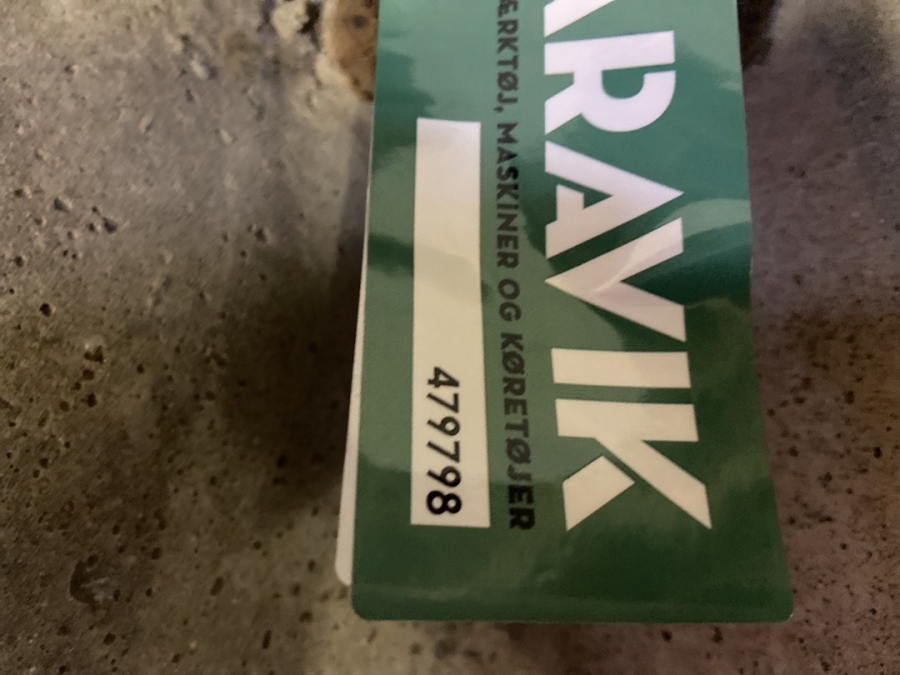 ARAVIK
ÆRKTØJ, MASKINER OG KØRETØJER
479798